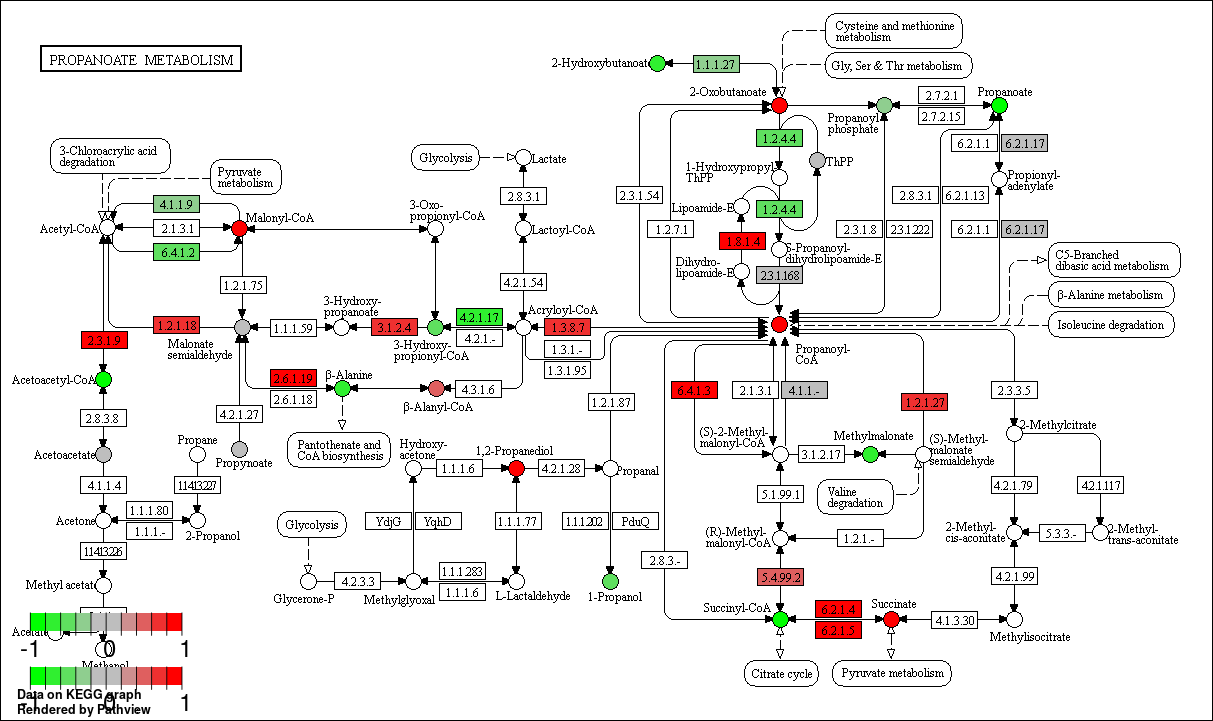 PROPANOATE METABOLISM
Cysteine and methionine
metabolism
Gly, Ser & Thr metabolism
2-Hydroxybutanoate
1.1.1.27
2-Oxobutanoate
Propanoyl
phosphate
2.7.2.1
2.7.2.15
Propanoate
6.2.1.1
6.2.1.17
Propionyl-
adenylate
6.2.1.1
6.2.1.17
2.8.3.1
6.2.1.13
2.3.1.8
2.3.1.222
1.2.4.4
ThPP
1-Hydroxypropyl-
ThPP
Lipoamide-E
1.2.4.4
1.8.1.4
S-Propanoyl-
dihydrolipoamide-E
Dihydro-
lipoamide-E
2.3.1.168
2.3.1.54
1.2.7.1
C5-Branched
dibasic acid metabolism
β-Alanine metabolism
Isoleucine degradation
3-Chloroacrylic acid
degradation
Pyruvate
metabolism
Acetyl-CoA
4.1.1.9
2.1.3.1
6.4.1.2
Malonyl-CoA
3-Oxo-
propionyl-CoA
Glycolysis
Lactate
2.8.3.1
Lactoyl-CoA
4.2.1.54
Acryloyl-CoA
1.2.1.75
1.2.1.18
Malonate
semialdehyde
1.1.1.59
3-Hydroxy-
propanoate
3.1.2.4
3-Hydroxy-
propionyl-CoA
4.2.1.17
4.2.1.-
1.3.8.7
1.3.1.-
1.3.1.95
Propanoyl-
CoA
2.3.1.9
Acetoacetyl-CoA
2.6.1.19
2.6.1.18
β-Alanine
β-Alanyl-CoA
4.3.1.6
2.8.3.8
4.2.1.27
Propynoate
Pantothenate and
CoA biosynthesis
1.2.1.87
6.4.1.3
2.1.3.1
4.1.1.-
1.2.1.27
2.3.3.5
Acetoacetate
Propane
1.14.13.227
4.1.1.4
Acetone
1.1.1.80
1.1.1.-
2-Propanol
1.14.13.226
Methyl acetate
Methanol
Hydroxy-
acetone
1.1.1.6
1,2-Propanediol
4.2.1.28
Propanal
YdjG
YqhD
1.1.1.77
1.1.1.202
PduQ
Glycolysis
Glycerone-P
4.2.3.3
Methylglyoxal
1.1.1.283
1.1.1.6
L-Lactaldehyde
1-Propanol
(S)-2-Methyl-
malonyl-CoA
3.1.2.17
Methylmalonate
(S)-Methyl-
malonate
semialdehyde
Valine
degradation
5.1.99.1
(R)-Methyl-
malonyl-CoA
1.2.1.-
2.8.3.-
5.4.99.2
Succinyl-CoA
6.2.1.4
6.2.1.5
Succinate
4.1.3.30
Methylisocitrate
Citrate cycle
Pyruvate metabolism
2-Methylcitrate
4.2.1.79
4.2.1.117
2-Methyl-
cis-aconitate
5.3.3.-
2-Methyl-
trans-aconitate
4.2.1.99
-1 0 1
-1 0 1
Data on KEGG graph
Rendered by Pathview